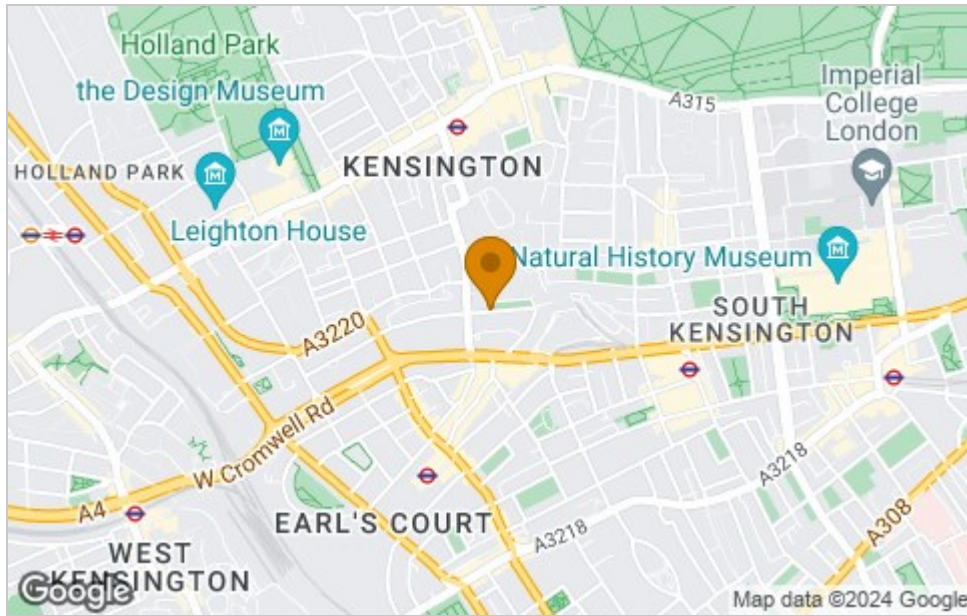 Holland Park
the Design Museum
A315
Imperial
College
London
KENSINGTON
HOLLAND PARK
Leighton House
Natural History Museum
SOUTH
KENSINGTON
A3220
W Cromwell Rd
A4
A3218
EARL'S COURT
A3218
A308
WEST
KENSINGTON
Google
Map data ©2024 Google